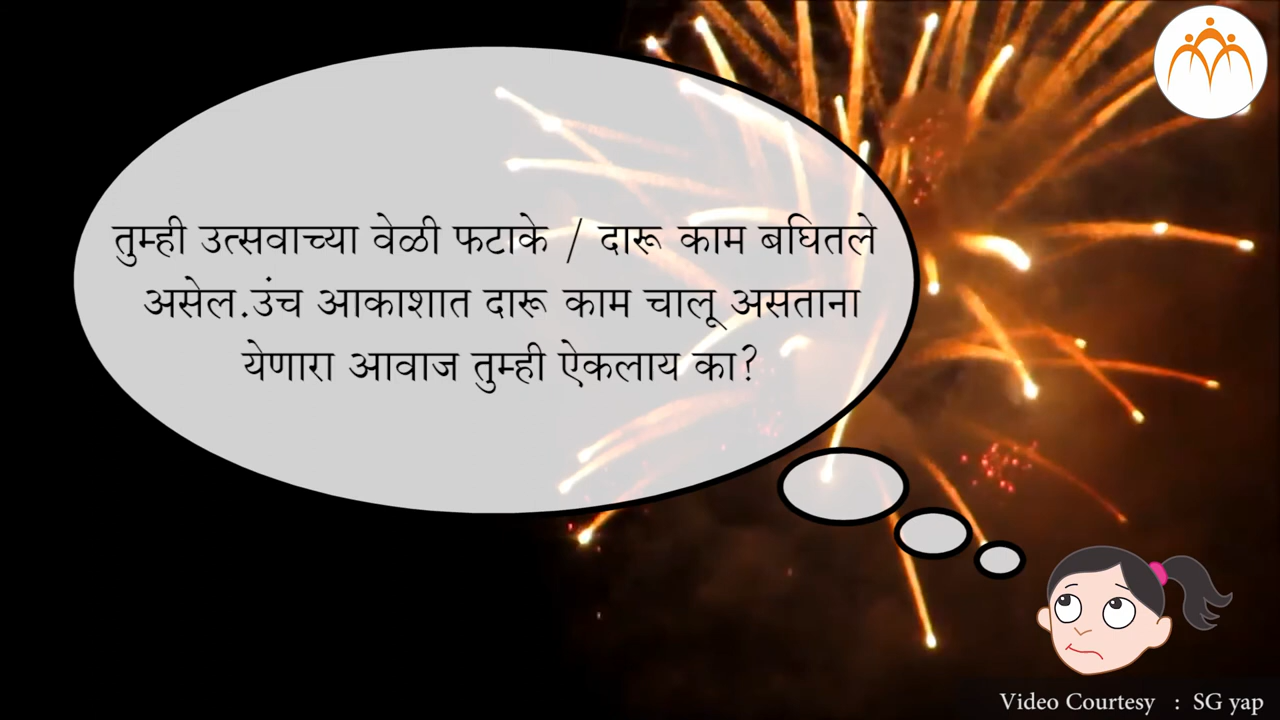 तुम्ही उत्सवाच्या वेळी फटाके / दारू काम बघितले
असेल.उंच आकाशात दारू काम चालू असताना
येणारा आवाज तुम्ही ऐकलाय का?
Video Courtesy : SG yap